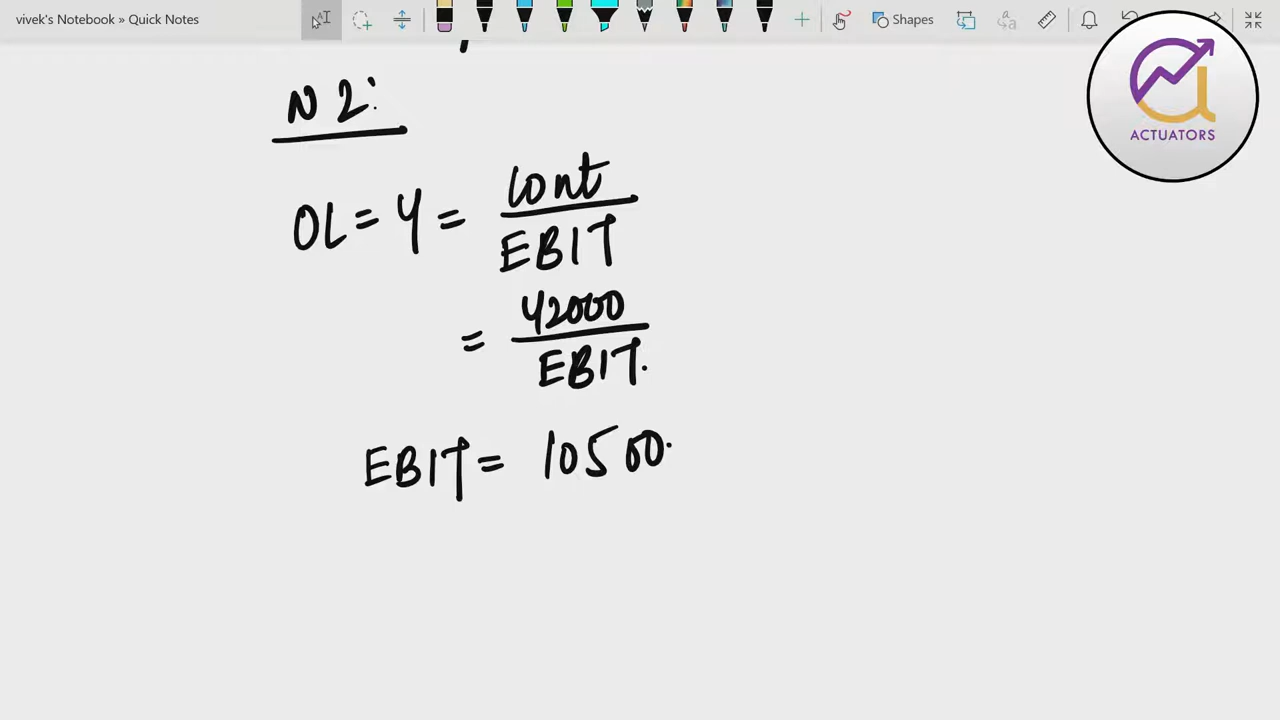 vivek's Notebook » Quick Notes
Shapes
ACTUATORS
N 2:
OL = 4 = Cont / EBIT
= 42000 / EBIT.
EBIT = 10500.